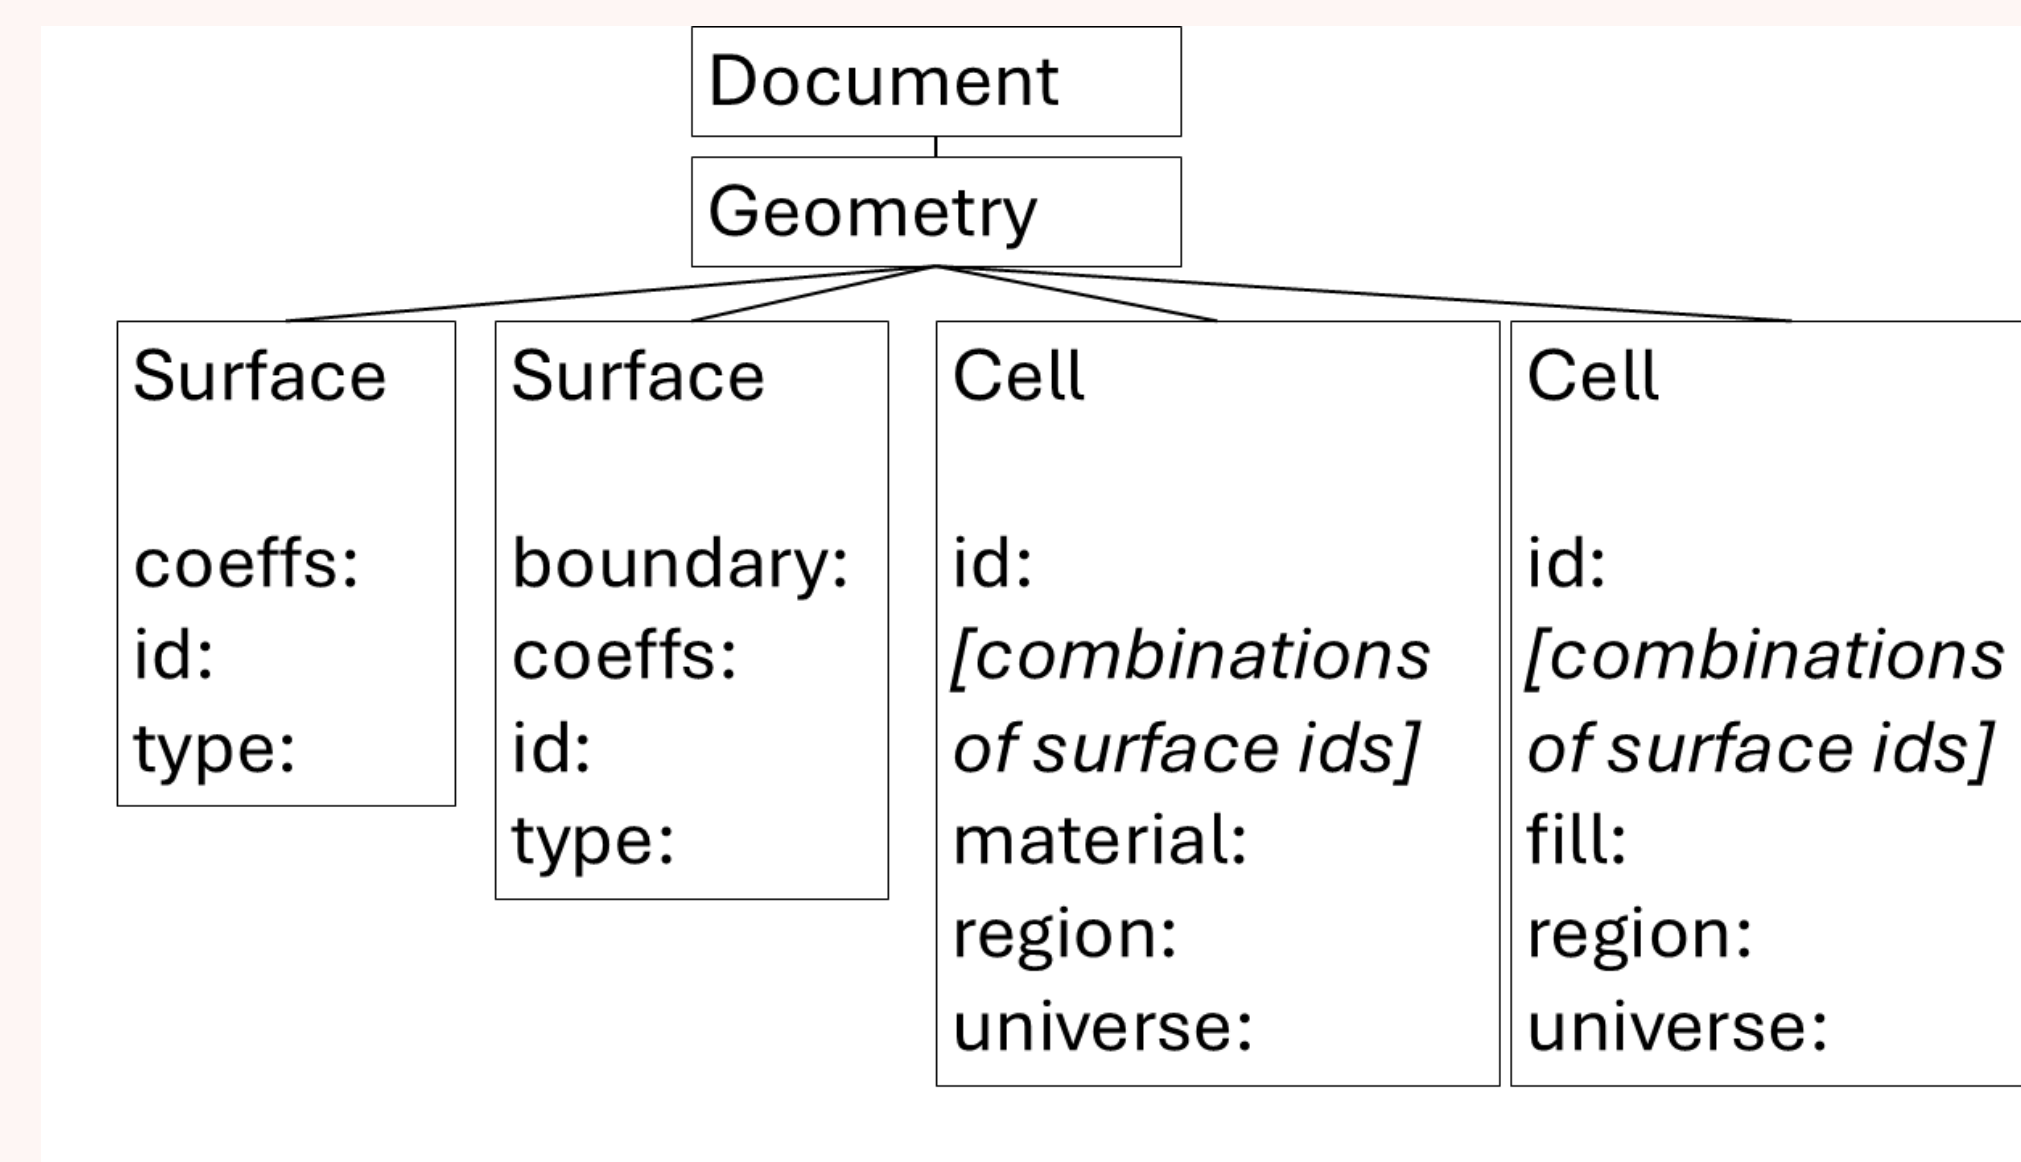 Document
Geometry
Surface
coeffs:
id:
type:
Surface
boundary:
coeffs:
id:
type:
Cell
id:
[combinations
of surface ids]
material:
region:
universe:
Cell
id:
[combinations
of surface ids]
fill:
region:
universe: